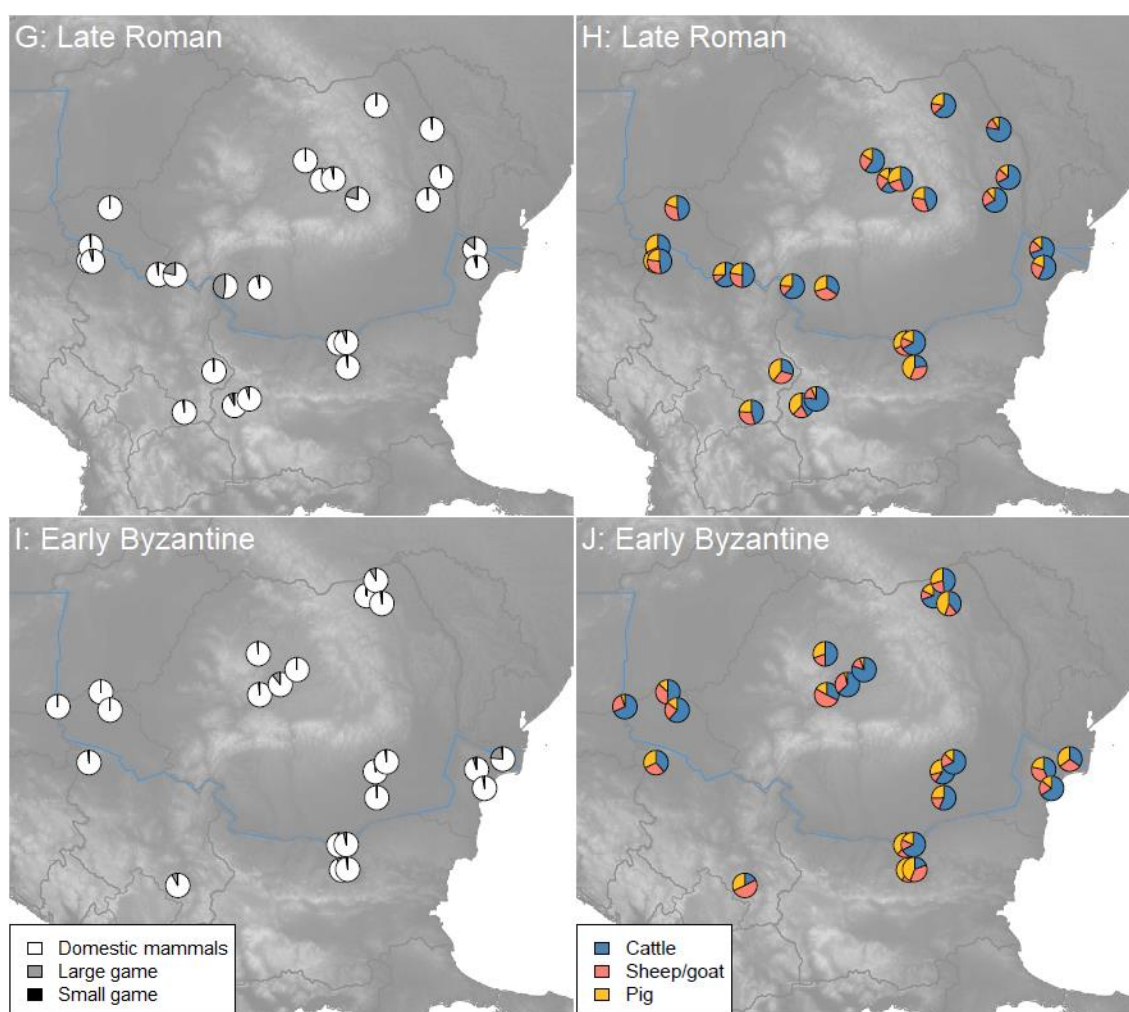 G: Late Roman
H: Late Roman
I: Early Byzantine
J: Early Byzantine
Domestic mammals
Large game
Small game
Cattle
Sheep/goat
Pig